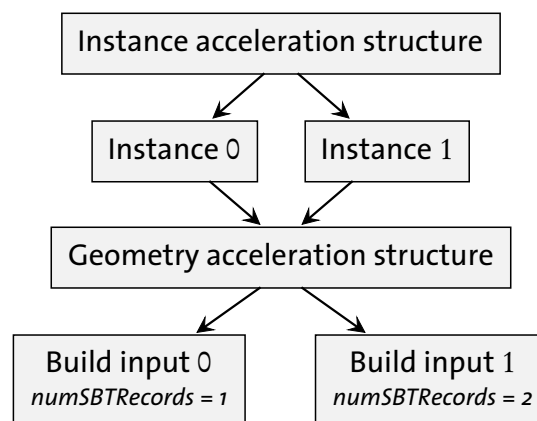 Instance acceleration structure
Instance 0
Instance 1
Geometry acceleration structure
Build input 0
numSBTRecords = 1
Build input 1
numSBTRecords = 2